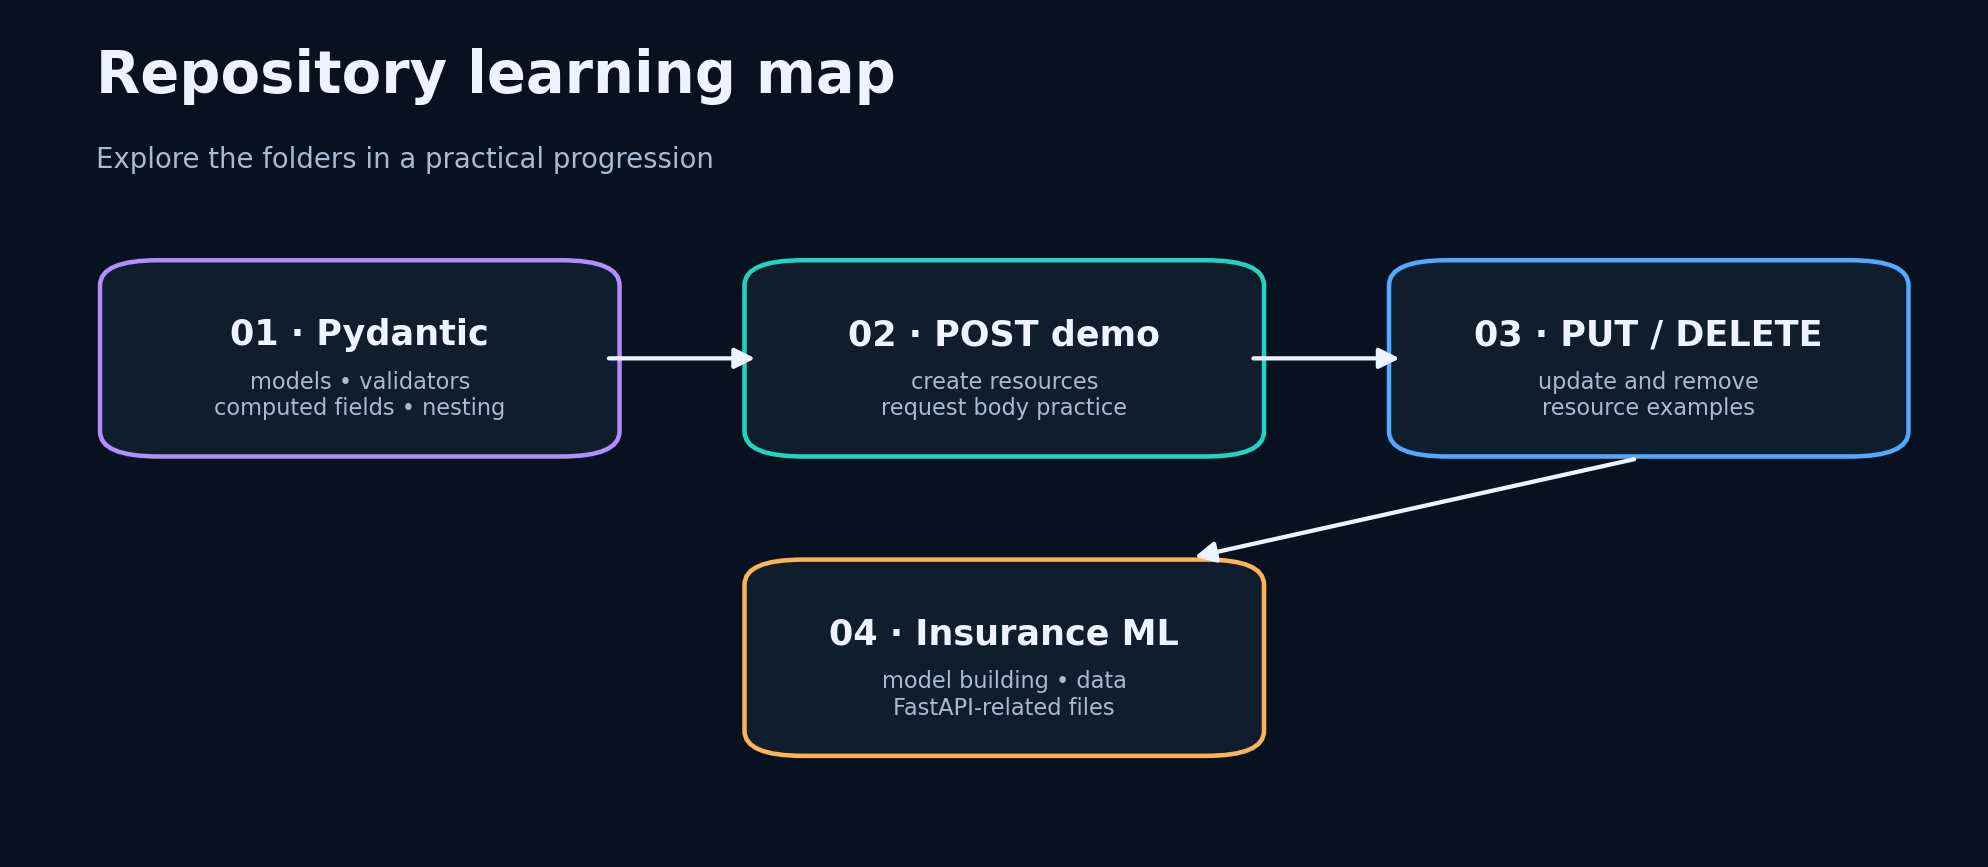 Repository learning map
Explore the folders in a practical progression
01 · Pydantic
models • validators
computed fields • nesting
02 · POST demo
create resources
request body practice
03 · PUT / DELETE
update and remove
resource examples
04 · Insurance ML
model building • data
FastAPI-related files